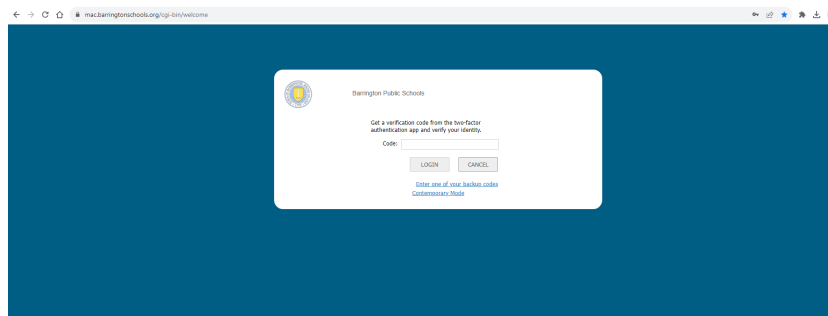 mac.barringtonschools.org/cgi-bin/welcome
Barrington Public Schools
Get a verification code from the two-factor
authentication app and verify your identity.
Code:
LOGIN CANCEL
Enter one of your backup codes
Contemporary Mode